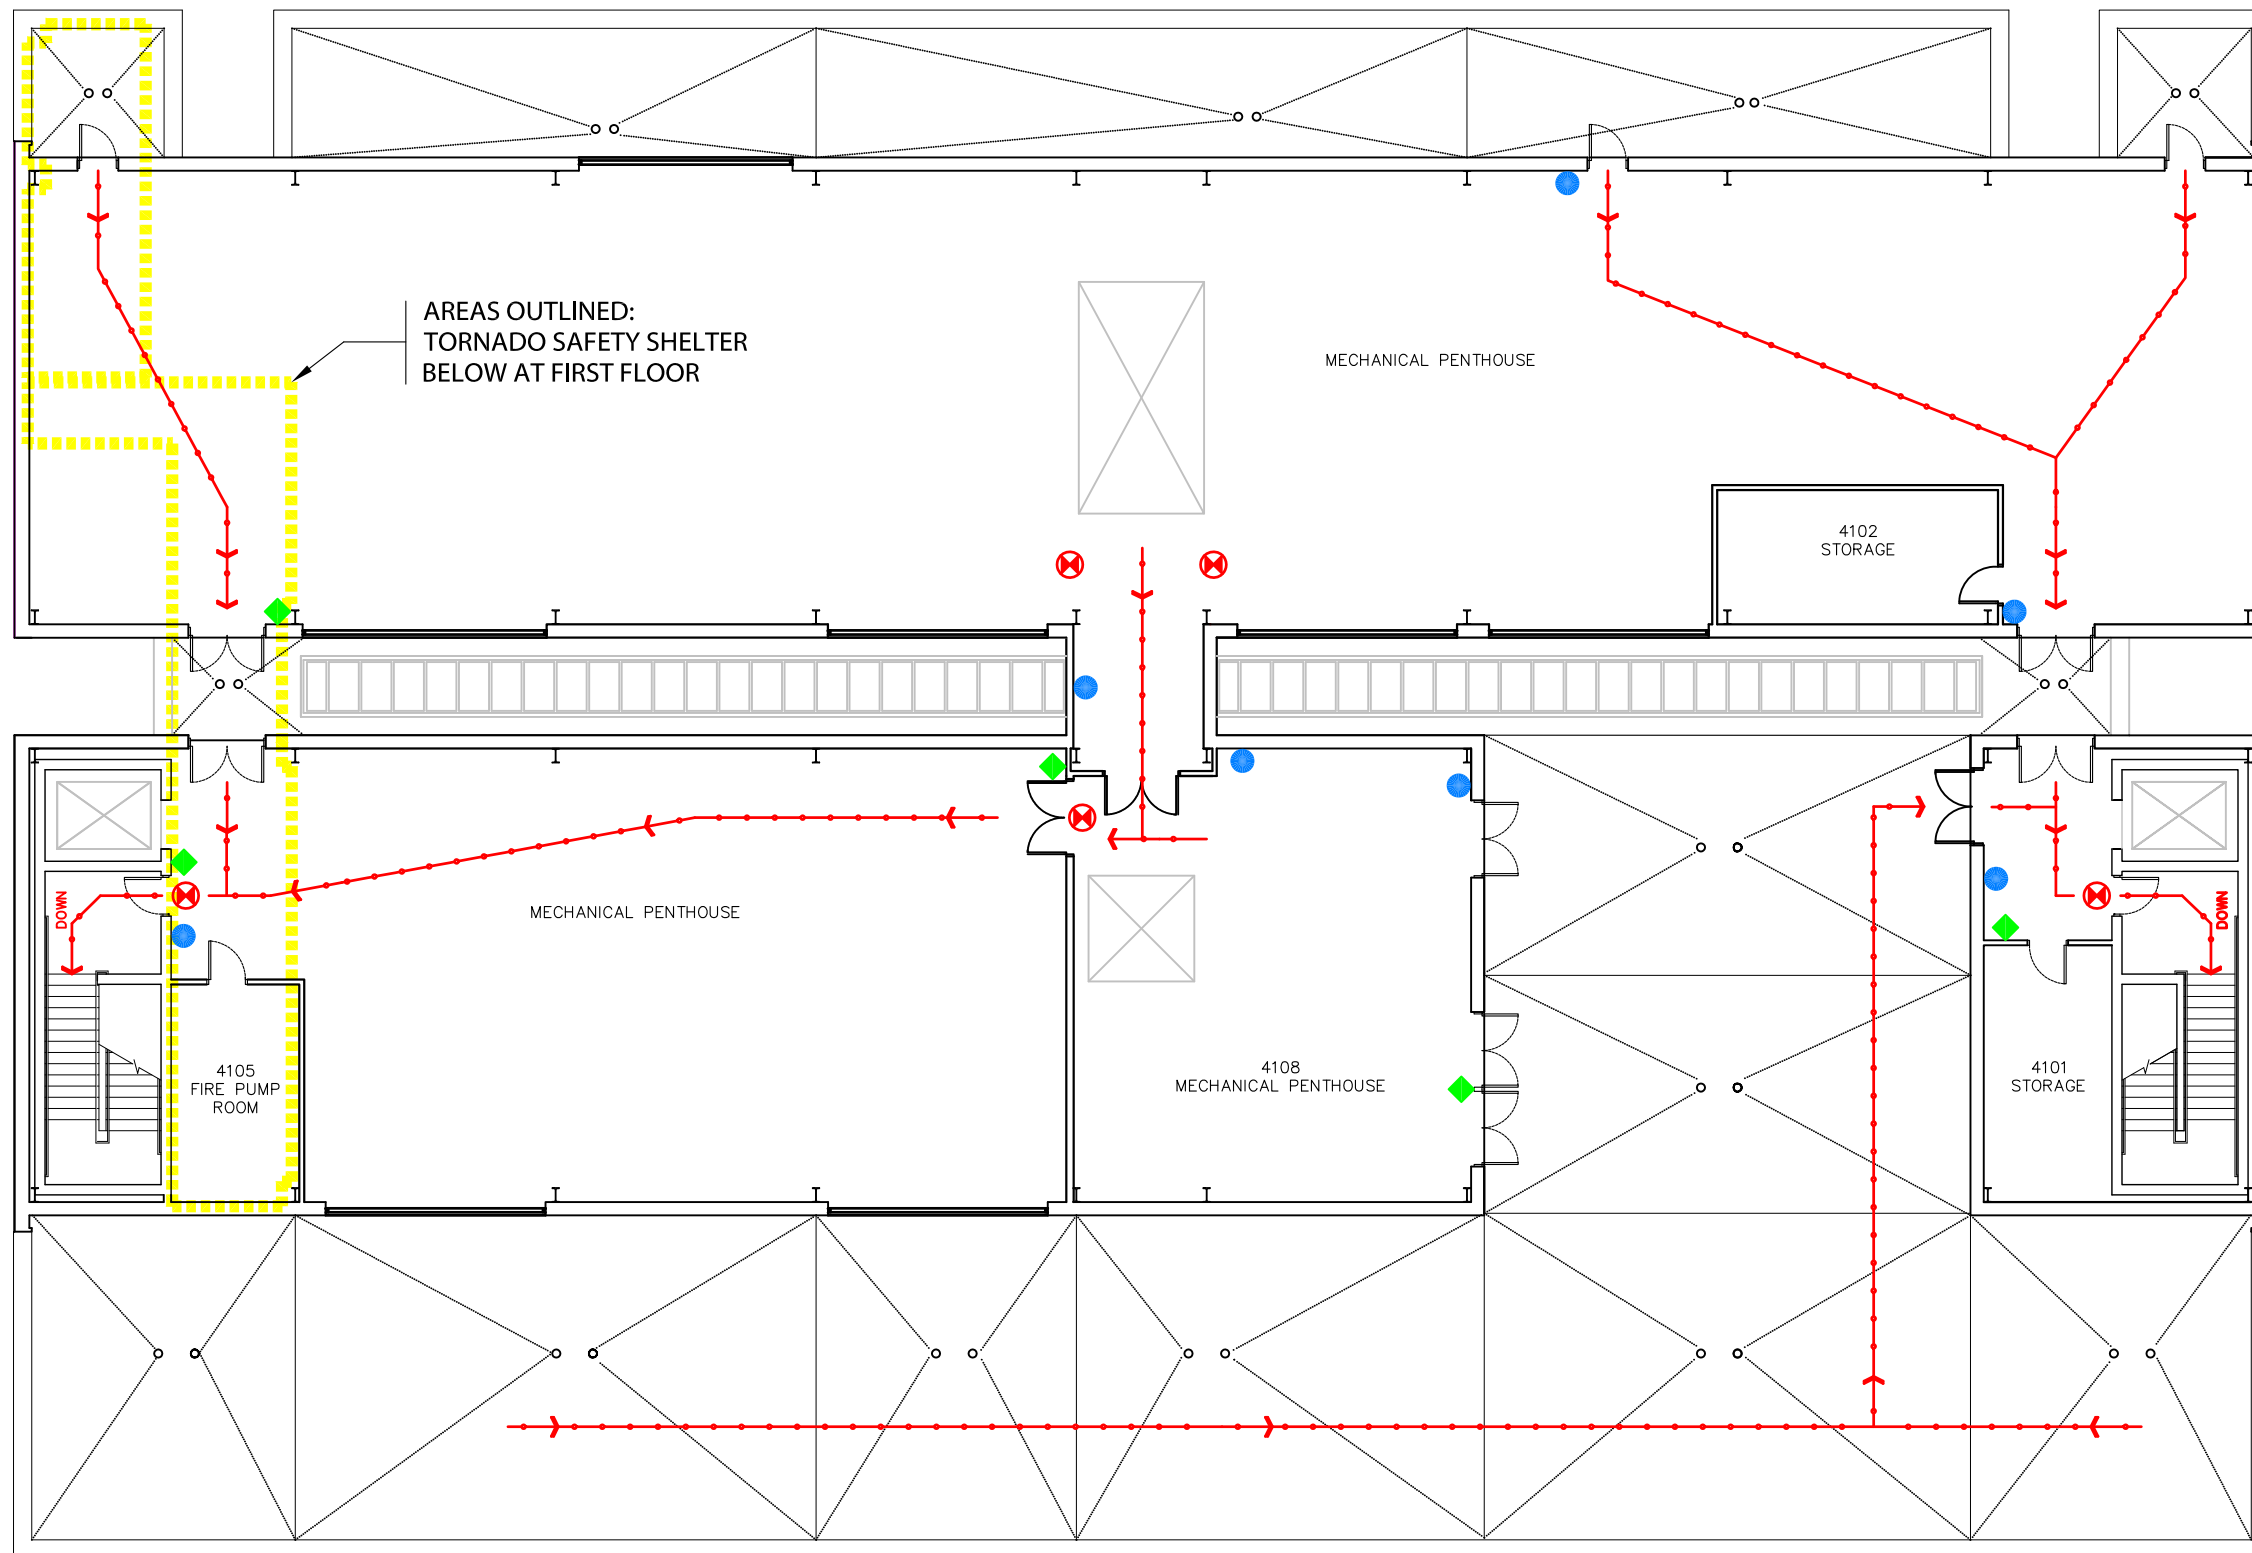 AREAS OUTLINED:
TORNADO SAFETY SHELTER
BELOW AT FIRST FLOOR
MECHANICAL PENTHOUSE
4102
STORAGE
DOWN
MECHANICAL PENTHOUSE
DOWN
4105
FIRE PUMP
ROOM
4108
MECHANICAL PENTHOUSE
4101
STORAGE